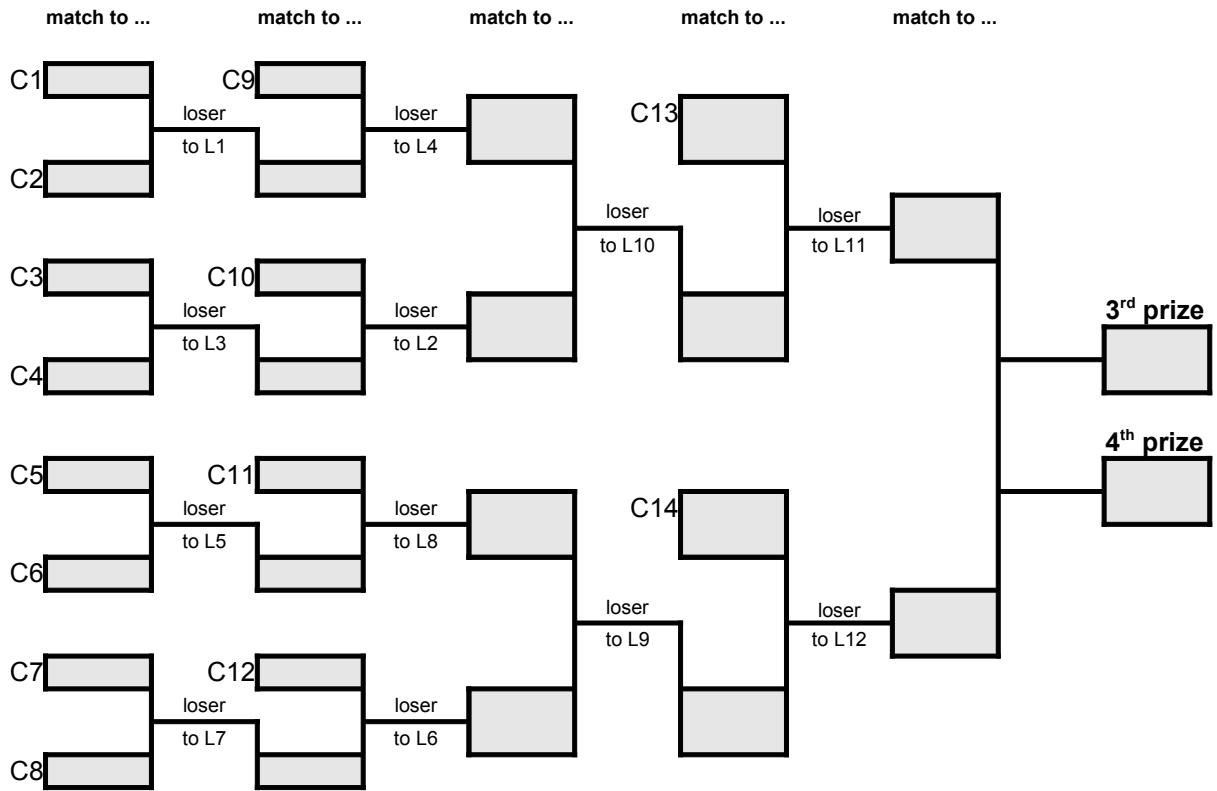 match to ... match to ... match to ... match to ... match to ...
C1 C9
loser loser C13
to L1 to L4
C2
loser loser
to L10 to L11
C3 C10
loser loser 3rd prize
to L3 to L2
C4
4th prize
C5 C11
loser loser C14
to L5 to L8
C6
loser loser
to L9 to L12
C7 C12
loser loser
to L7 to L6
C8